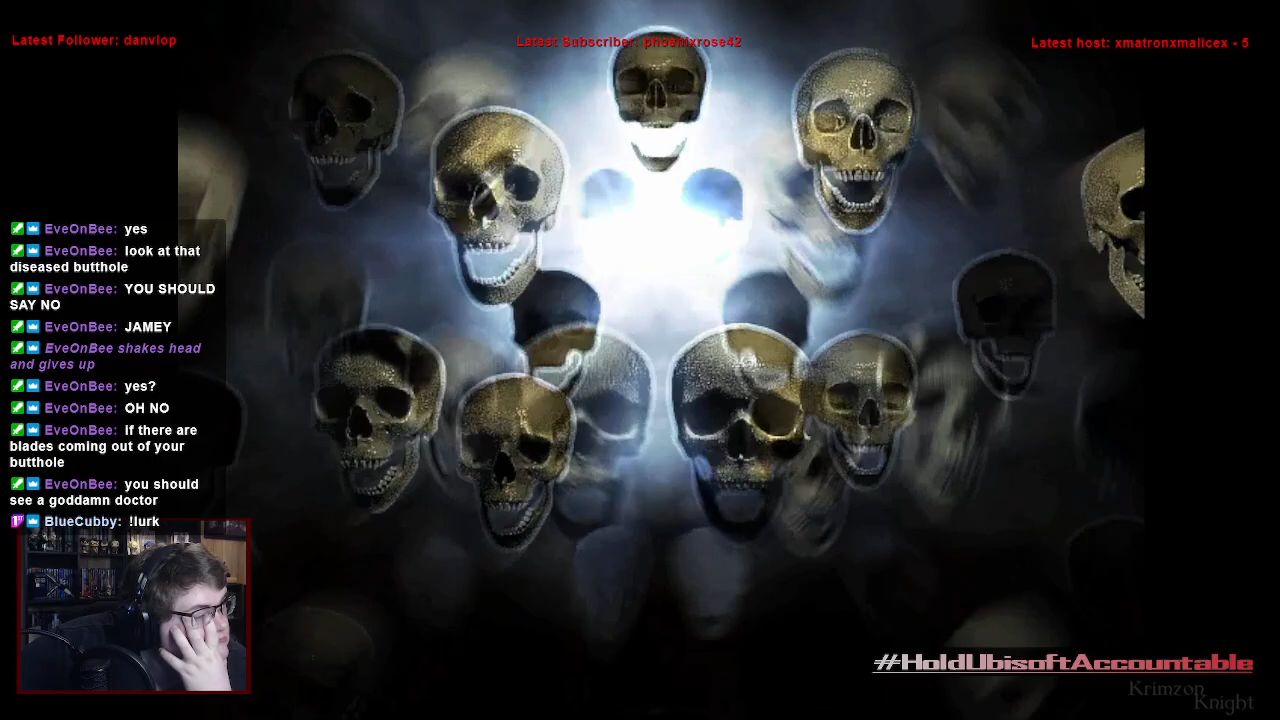 Latest Follower: danviop
Latest Subscriber: phoenixrose42
Latest host: xmatronxmalicex - 5
EveOnBee: yes
EveOnBee: look at that
diseased butthole
EveOnBee: YOU SHOULD
SAY NO
EveOnBee: JAMEY
EveOnBee shakes head
and gives up
EveOnBee: yes?
EveOnBee: OH NO
EveOnBee: if there are
blades coming out of your
butthole
EveOnBee: you should
see a goddamn doctor
BlueCubby: !lurk
#HoldUbisoftAccountable
Krimzon
Knight